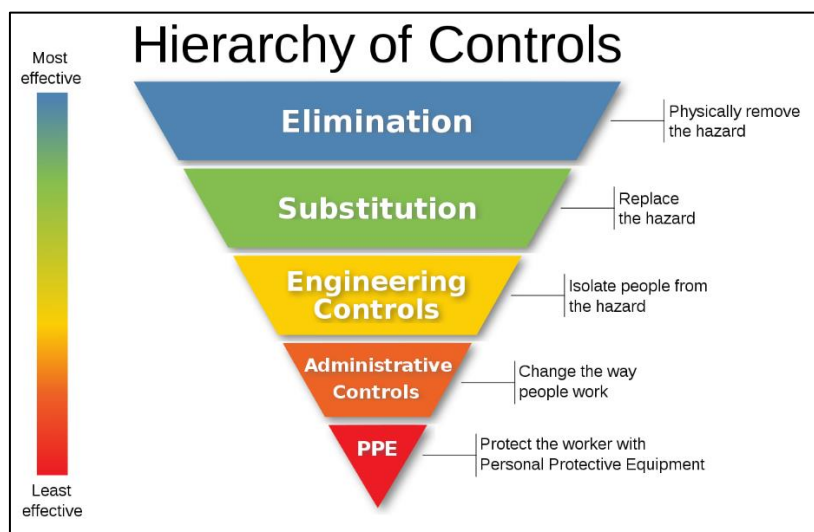 Hierarchy of Controls
Most
effective
Elimination
Physically remove
the hazard
Substitution
Replace
the hazard
Engineering
Controls
Isolate people from
the hazard
Administrative
Controls
Change the way
people work
PPE
Protect the worker with
Personal Protective Equipment
Least
effective